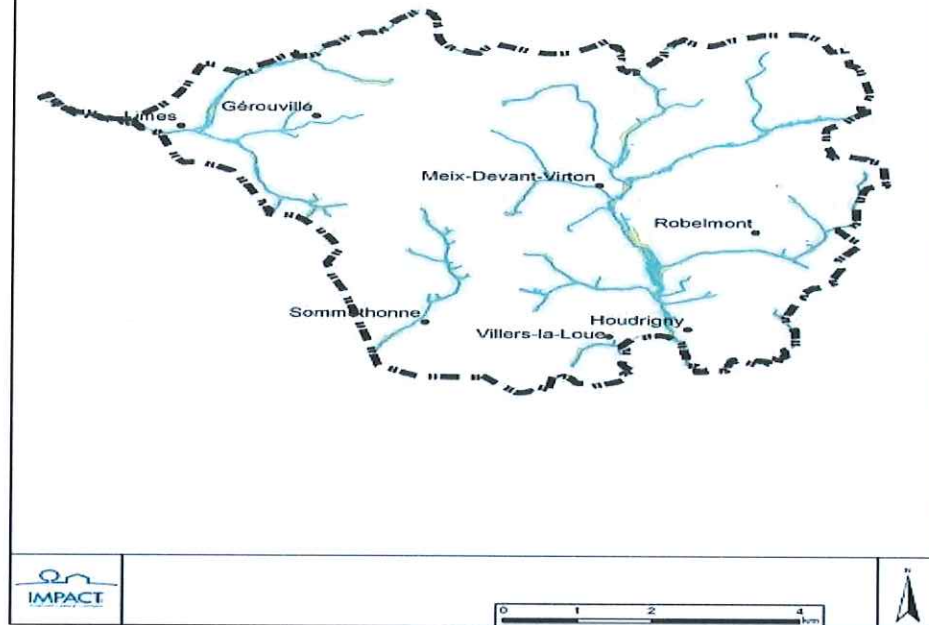 Gérouville
Limes
Meix-Devant-Virton
Robelmont
Sommethonne
Houdrigny
Villers-la-Loue
N
IMPACT
0 1 2 4
km